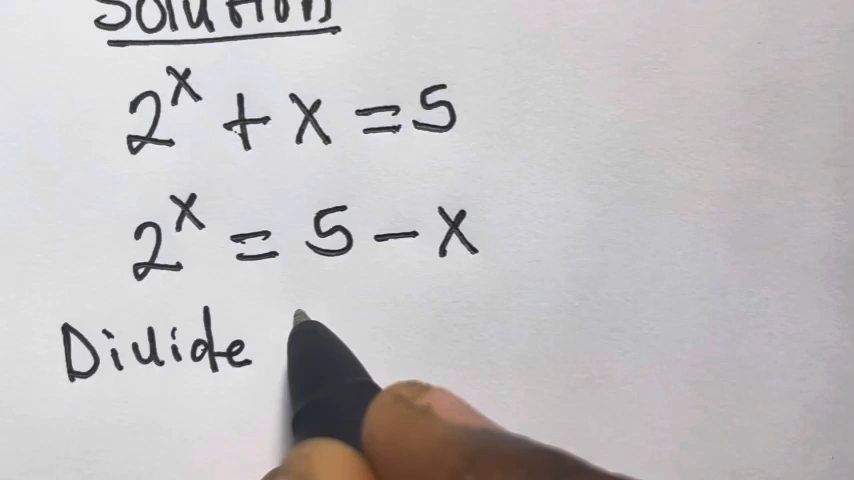 Solution
2^x + x = 5
2^x = 5 - x
Divide